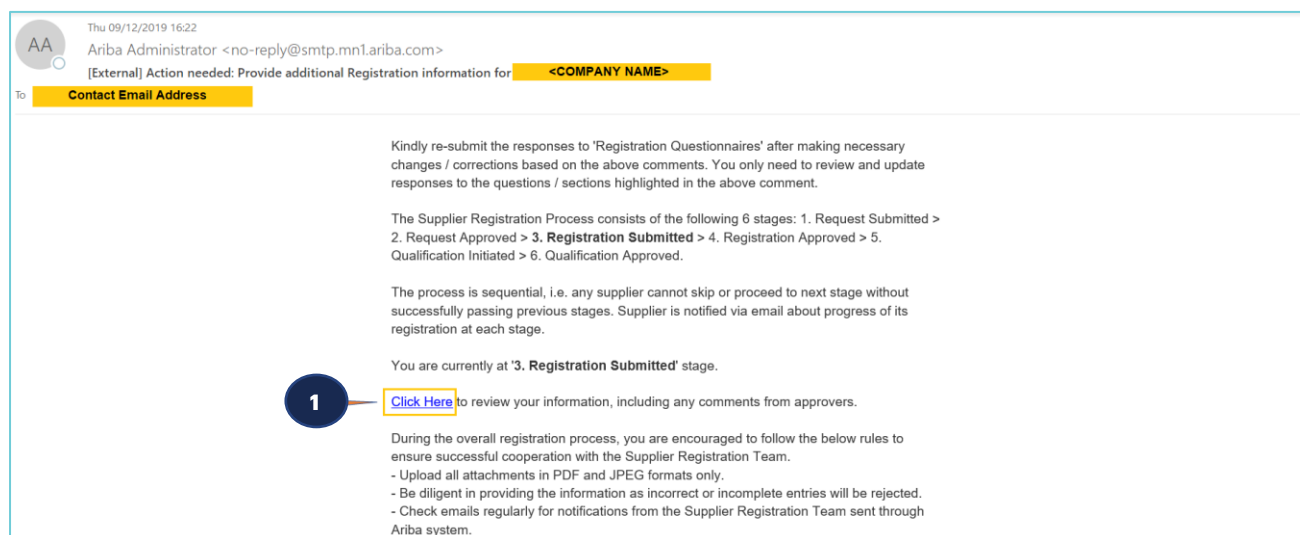 AA
Thu 09/12/2019 16:22
Ariba Administrator <no-reply@smtp.mn1.ariba.com>
[External] Action needed: Provide additional Registration information for <COMPANY NAME>
To Contact Email Address
Kindly re-submit the responses to 'Registration Questionnaires' after making necessary
changes / corrections based on the above comments. You only need to review and update
responses to the questions / sections highlighted in the above comment.
The Supplier Registration Process consists of the following 6 stages: 1. Request Submitted >
2. Request Approved > 3. Registration Submitted > 4. Registration Approved > 5.
Qualification Initiated > 6. Qualification Approved.
The process is sequential, i.e. any supplier cannot skip or proceed to next stage without
successfully passing previous stages. Supplier is notified via email about progress of its
registration at each stage.
You are currently at '3. Registration Submitted' stage.
1
Click Here to review your information, including any comments from approvers.
During the overall registration process, you are encouraged to follow the below rules to
ensure successful cooperation with the Supplier Registration Team.
- Upload all attachments in PDF and JPEG formats only.
- Be diligent in providing the information as incorrect or incomplete entries will be rejected.
- Check emails regularly for notifications from the Supplier Registration Team sent through
Ariba system.